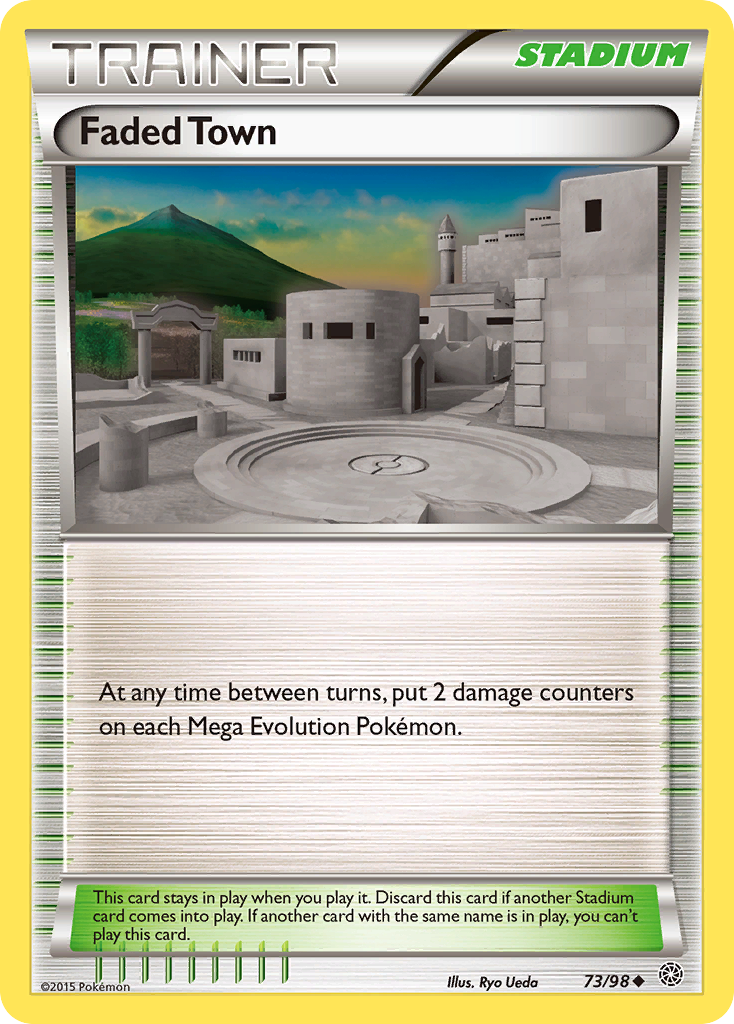 TRAINER STADIUM
Faded Town
At any time between turns, put 2 damage counters
on each Mega Evolution Pokémon.
This card stays in play when you play it. Discard this card if another Stadium
card comes into play. If another card with the same name is in play, you can't
play this card.
©2015 Pokémon Illus. Ryo Ueda 73/98